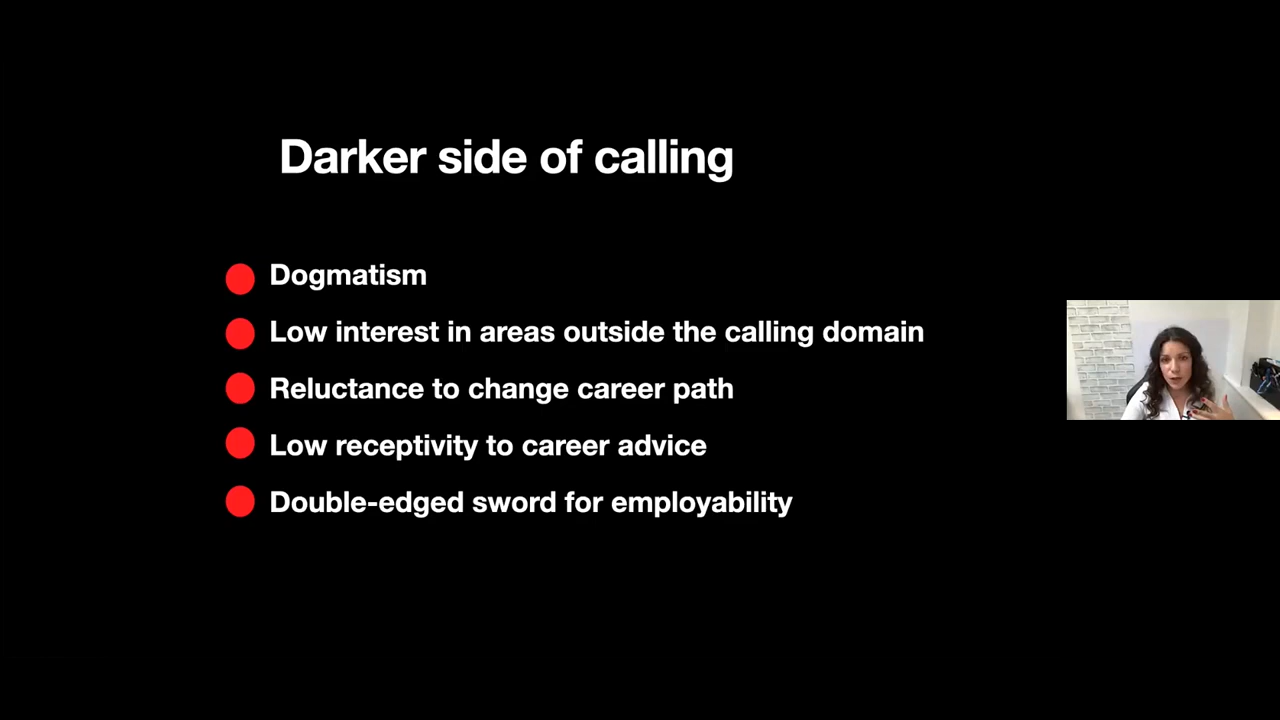 Darker side of calling
Dogmatism
Low interest in areas outside the calling domain
Reluctance to change career path
Low receptivity to career advice
Double-edged sword for employability